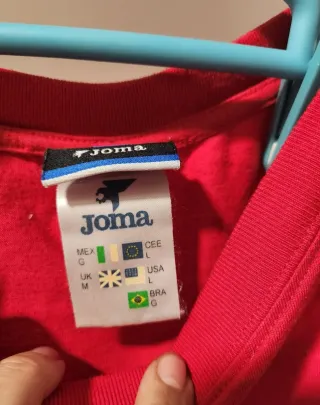 Joma
Joma
MEX CEE
G L
UK USA
M L
BRA
G